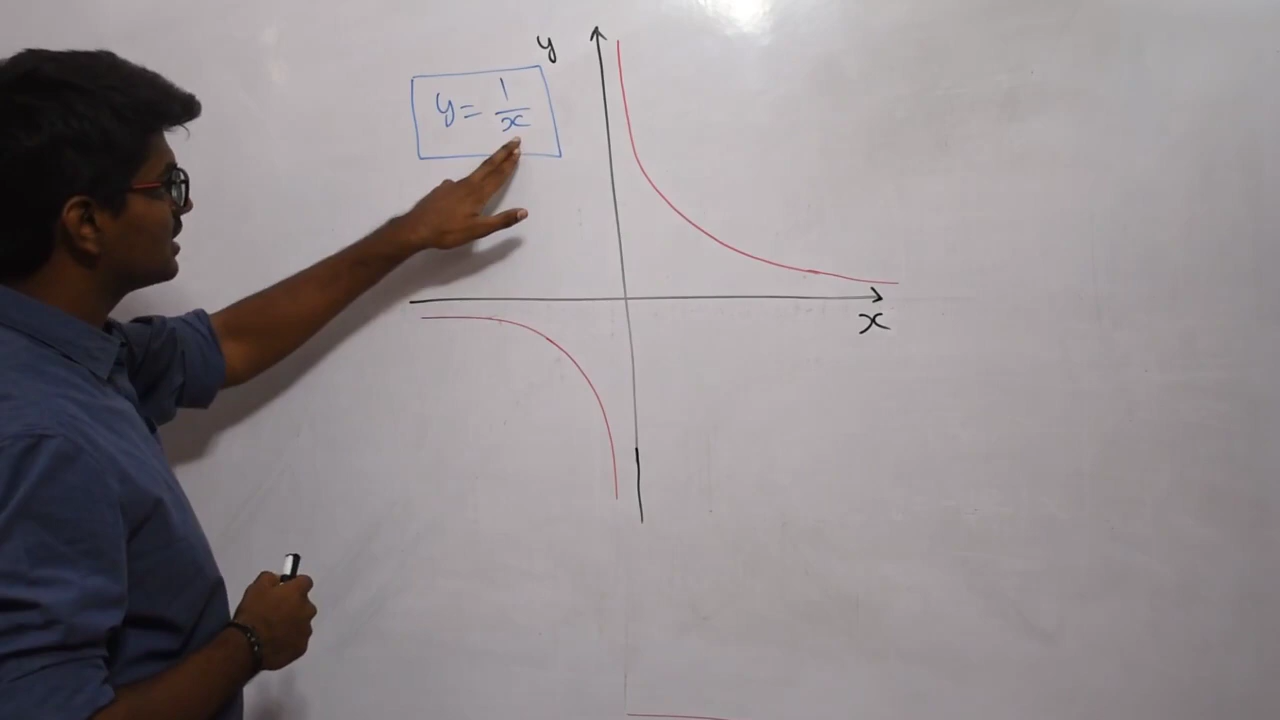 y
y = 1/x
x